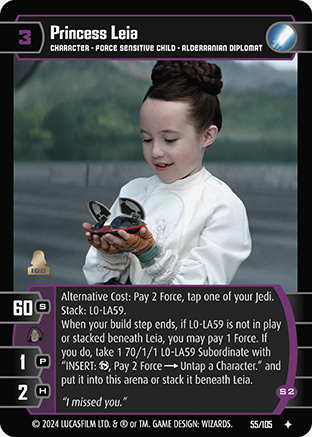 3
Princess Leia
CHARACTER • FORCE SENSITIVE CHILD • ALDERAANIAN DIPLOMAT
IDC
60 S
1 P
2 H
Alternative Cost: Pay 2 Force, tap one of your Jedi.
Stack: L0-LA59.
When your build step ends, if L0-LA59 is not in play
or stacked beneath Leia, you may pay 1 Force. If
you do, take 1 70/1/1 L0-LA59 Subordinate with
“INSERT: , Pay 2 Force → Untap a Character.” and
put it into this arena or stack it beneath Leia.
“I missed you.”
S2
© 2024 LUCASFILM LTD. & ® or TM. GAME DESIGN: WIZARDS.
55/105